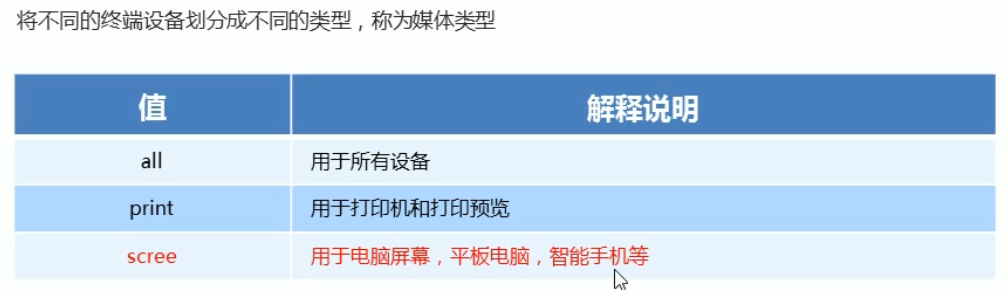 将不同的终端设备划分成不同的类型，称为媒体类型
值 解释说明
all 用于所有设备
print 用于打印机和打印预览
scree 用于电脑屏幕，平板电脑，智能手机等